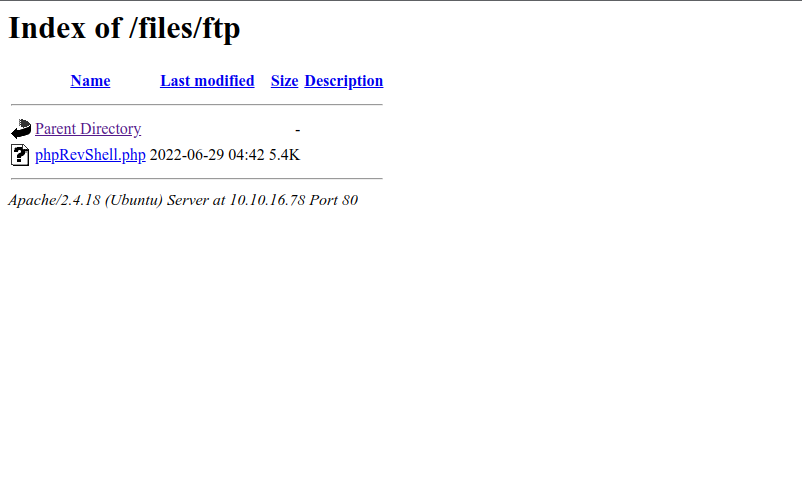 Index of /files/ftp
Name Last modified Size Description
Parent Directory -
phpRevShell.php 2022-06-29 04:42 5.4K
Apache/2.4.18 (Ubuntu) Server at 10.10.16.78 Port 80